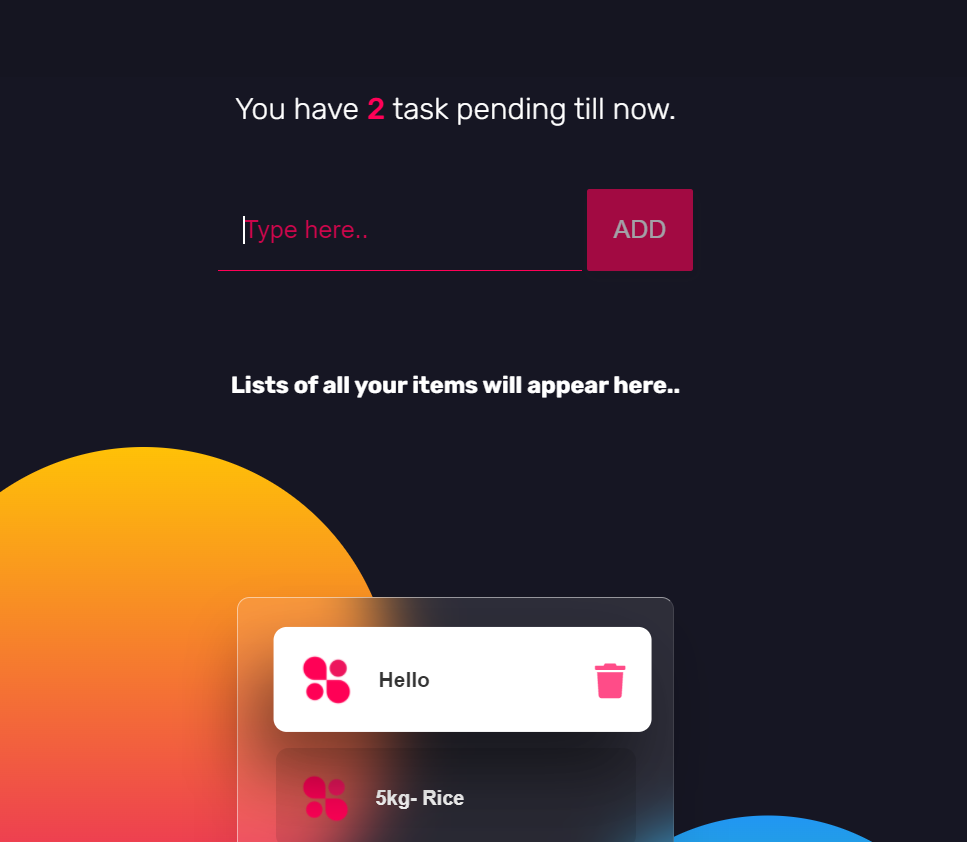 You have 2 task pending till now.
Type here..
ADD
Lists of all your items will appear here..
Hello
5kg- Rice